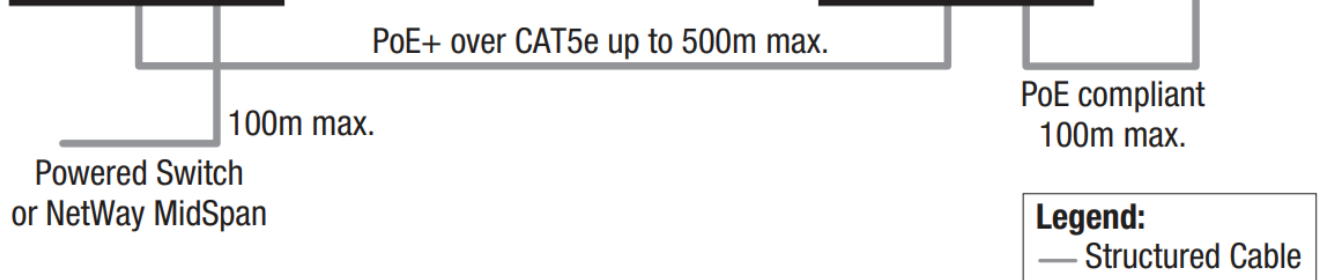 PoE+ over CAT5e up to 500m max.
PoE compliant
100m max.
100m max.
Powered Switch
or NetWay MidSpan
Legend:
Structured Cable